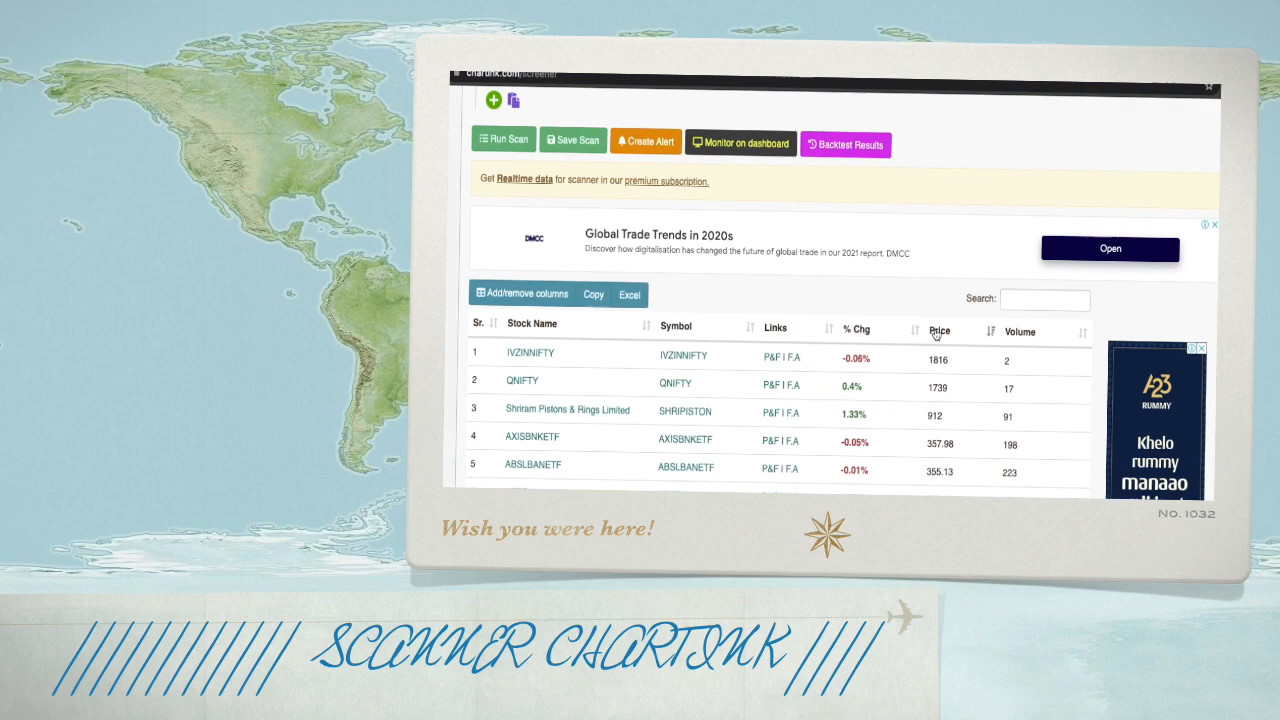 chartink.com/screener
Run Scan Save Scan Create Alert Monitor on dashboard Backtest Results
Get Realtime data for scanner in our premium subscription.
DMCC
Global Trade Trends in 2020s
Discover how digitalisation has changed the future of global trade in our 2021 report. DMCC
Open
Add/remove columns Copy Excel
Search:
Sr. Stock Name Symbol Links % Chg Price Volume
1 IVZINNIFTY IVZINNIFTY P&F | F.A -0.06% 1816 2
2 QNIFTY QNIFTY P&F | F.A 0.4% 1739 17
3 Shriram Pistons & Rings Limited SHRIPISTON P&F | F.A 1.33% 912 91
4 AXISBNKETF AXISBNKETF P&F | F.A -0.05% 357.98 198
5 ABSLBANETF ABSLBANETF P&F | F.A -0.01% 355.13 223
A23
RUMMY
Khelo
rummy
manaao
Wish you were here!
No. 1032
////////// SCANNER CHARTINK ////